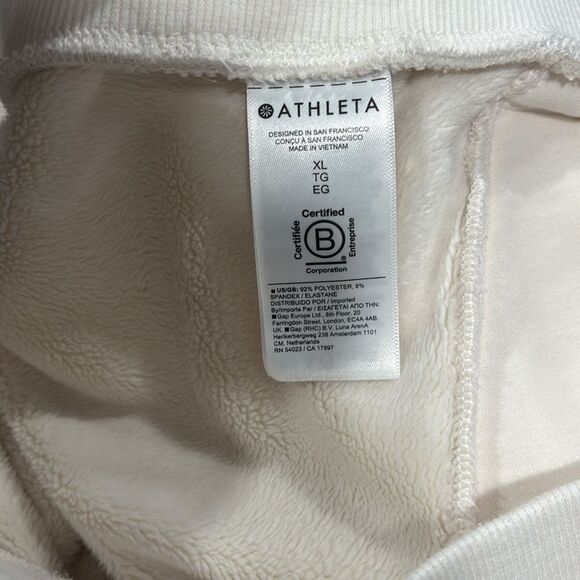 ATHLETA
DESIGNED IN SAN FRANCISCO
CONÇU À SAN FRANCISCO
MADE IN VIETNAM
XL
TG
EG
Certified
Certifiée
B
Entreprise
®
Corporation
■ US/GB: 92% POLYESTER, 8%
SPANDEX / ELASTANE
DISTRIBUIDO POR / Imported
By/Importe Par / ΕΙΣΑΓΕΤΑΙ ΑΠΟ ΤΗΝ:
■ Gap Europe Ltd., 8th Floor, 20
Farringdon Street, London, EC4A 4AB,
UK. ■ Gap (RHC) B.V. Luna ArenA
Herikerbergweg 238 Amsterdam 1101
CM, Netherlands
RN 54023 / CA 17897